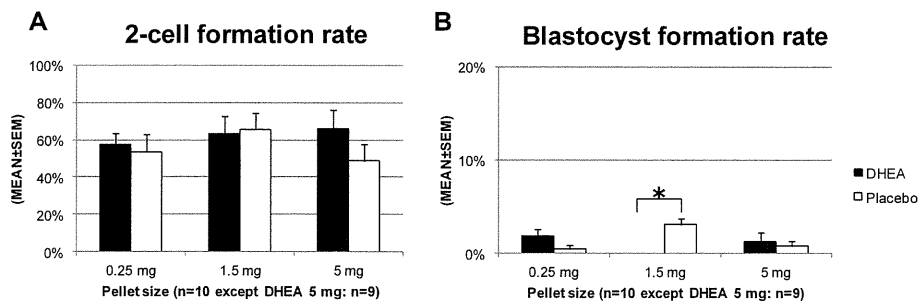 A
2-cell formation rate
100%
80%
60%
40%
20%
0%
(MEAN±SEM)
0.25 mg
1.5 mg
5 mg
Pellet size (n=10 except DHEA 5 mg: n=9)
B
Blastocyst formation rate
20%
10%
0%
(MEAN±SEM)
*
0.25 mg
1.5 mg
5 mg
Pellet size (n=10 except DHEA 5 mg: n=9)
DHEA
Placebo